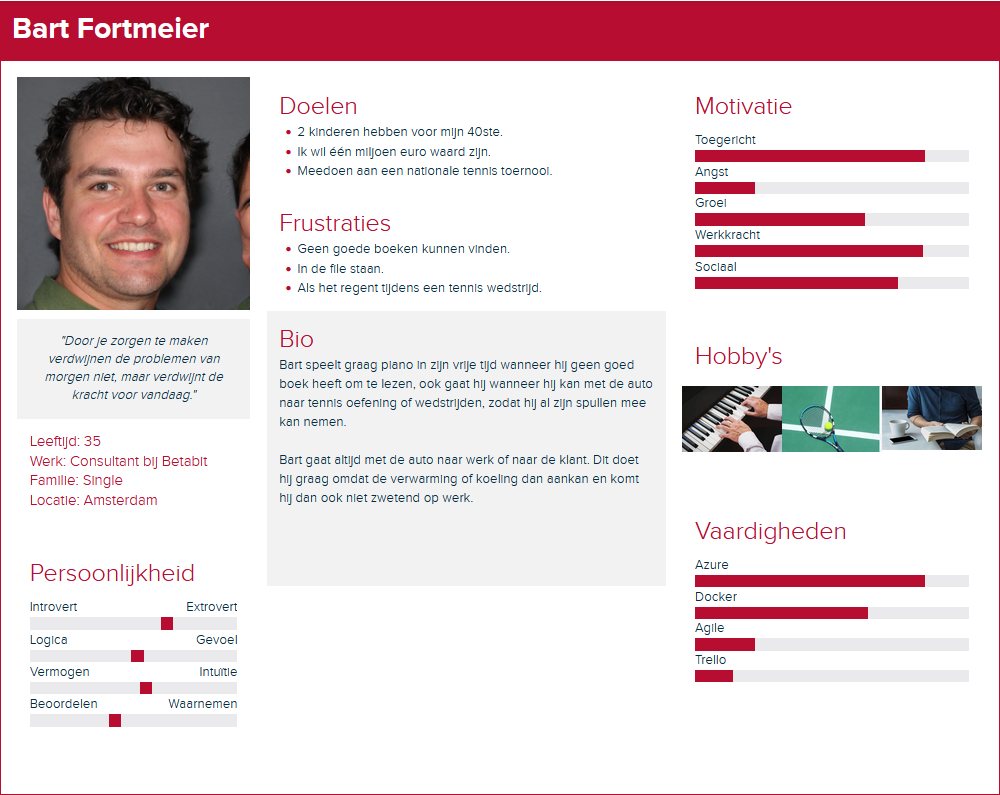 Bart Fortmeier
"Door je zorgen te maken
verdwijnen de problemen van
morgen niet, maar verdwijnt de
kracht voor vandaag."
Leeftijd: 35
Werk: Consultant bij Betabit
Familie: Single
Locatie: Amsterdam
Persoonlijkheid
Introvert Extrovert
Logica Gevoel
Vermogen Intuïtie
Beoordelen Waarnemen
Doelen
• 2 kinderen hebben voor mijn 40ste.
• Ik wil één miljoen euro waard zijn.
• Meedoen aan een nationale tennis toernooi.
Frustraties
• Geen goede boeken kunnen vinden.
• In de file staan.
• Als het regent tijdens een tennis wedstrijd.
Bio
Bart speelt graag piano in zijn vrije tijd wanneer hij geen goed
boek heeft om te lezen, ook gaat hij wanneer hij kan met de auto
naar tennis oefening of wedstrijden, zodat hij al zijn spullen mee
kan nemen.
Bart gaat altijd met de auto naar werk of naar de klant. Dit doet
hij graag omdat de verwarming of koeling dan aankan en komt
hij dan ook niet zwetend op werk.
Motivatie
Toegericht
Angst
Groei
Werkkracht
Sociaal
Hobby's
Vaardigheden
Azure
Docker
Agile
Trello